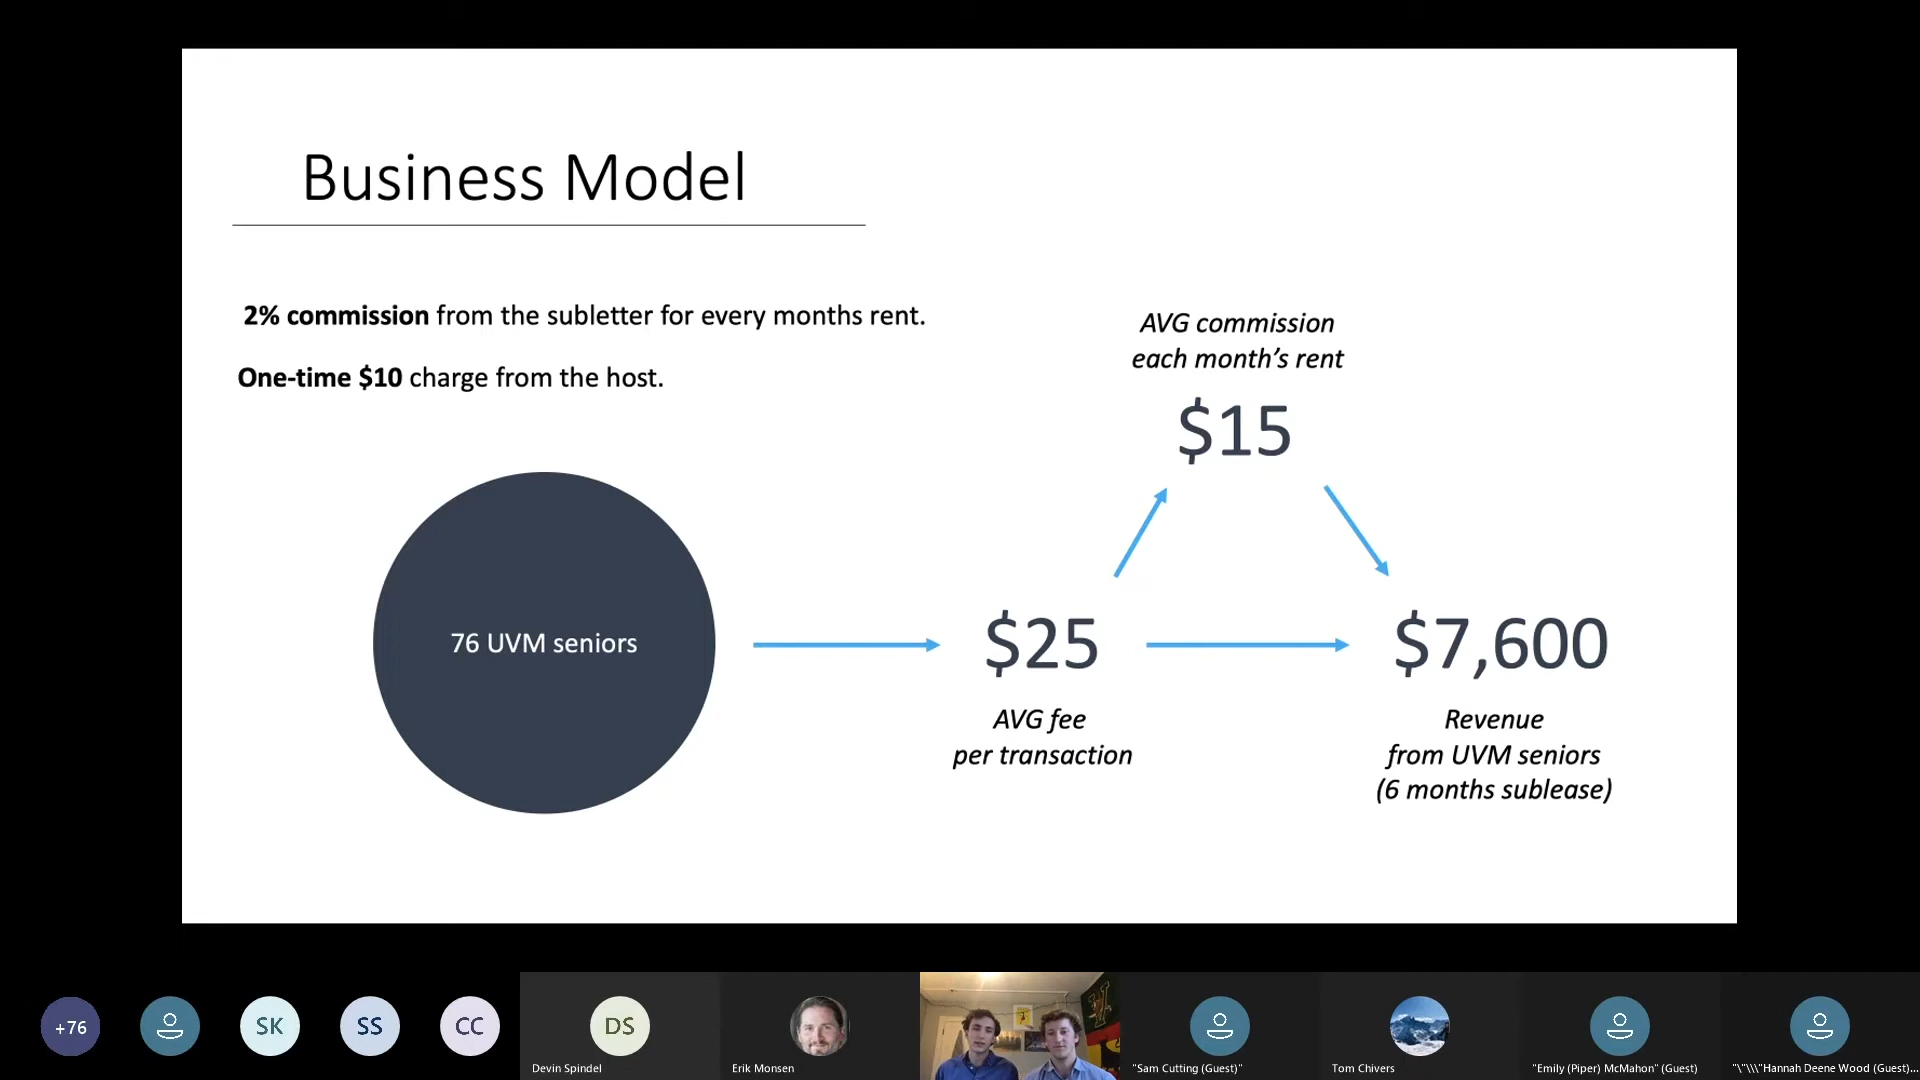 Business Model
2% commission from the subletter for every months rent.
One-time $10 charge from the host.
AVG commission
each month’s rent
$15
76 UVM seniors
$25
$7,600
AVG fee
per transaction
Revenue
from UVM seniors
(6 months sublease)
+76
SK
SS
CC
DS
Devin Spindel
Erik Monsen
"Sam Cutting (Guest)"
Tom Chivers
"Emily (Piper) McMahon" (Guest)
"\"\\\"Hannah Deene Wood (Guest)...